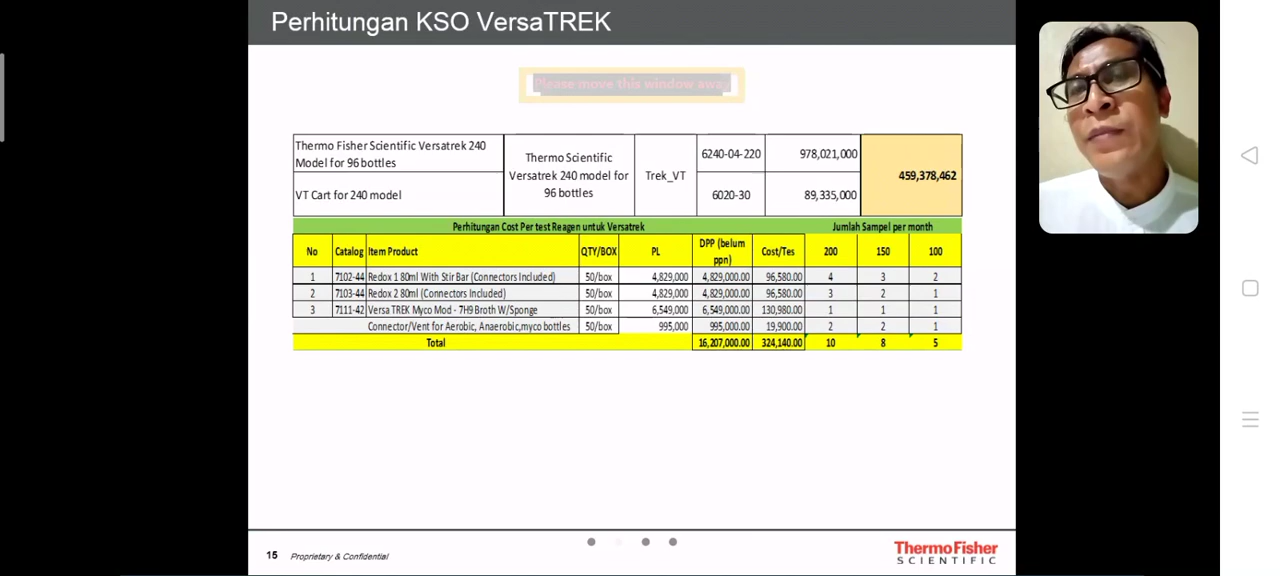 Perhitungan KSO VersaTREK
Please move this window away
Thermo Fisher Scientific Versatrek 240
Model for 96 bottles
VT Cart for 240 model
Thermo Scientific
Versatrek 240 model for
96 bottles
Trek_VT
6240-04-220 978,021,000
6020-30 89,335,000
459,378,462
Perhitungan Cost Per test Reagen untuk Versatrek Jumlah Sampel per month
No Catalog Item Product QTY/BOX PL DPP (belum ppn) Cost/Tes 200 150 100
1 7102-44 Redox 1 80ml With Stir Bar (Connectors Included) 50/box 4,829,000 4,829,000.00 96,580.00 4 3 2
2 7103-44 Redox 2 80ml (Connectors Included) 50/box 4,829,000 4,829,000.00 96,580.00 3 2 1
3 7111-42 Versa TREK Myco Mod - 7H9 Broth W/Sponge 50/box 6,549,000 6,549,000.00 130,980.00 1 1 1
Connector/Vent for Aerobic, Anaerobic,myco bottles 50/box 995,000 995,000.00 19,900.00 2 2 1
Total 16,207,000.00 324,140.00 10 8 5
15 Proprietary & Confidential
ThermoFisher
SCIENTIFIC